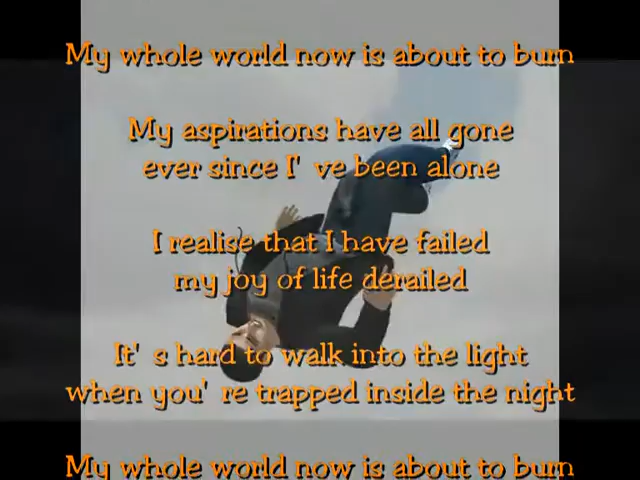 My whole world now is about to burn
My aspirations have all gone
ever since I' ve been alone
I realise that I have failed
my joy of life derailed
It' s hard to walk into the light
when you' re trapped inside the night
My whole world now is about to burn